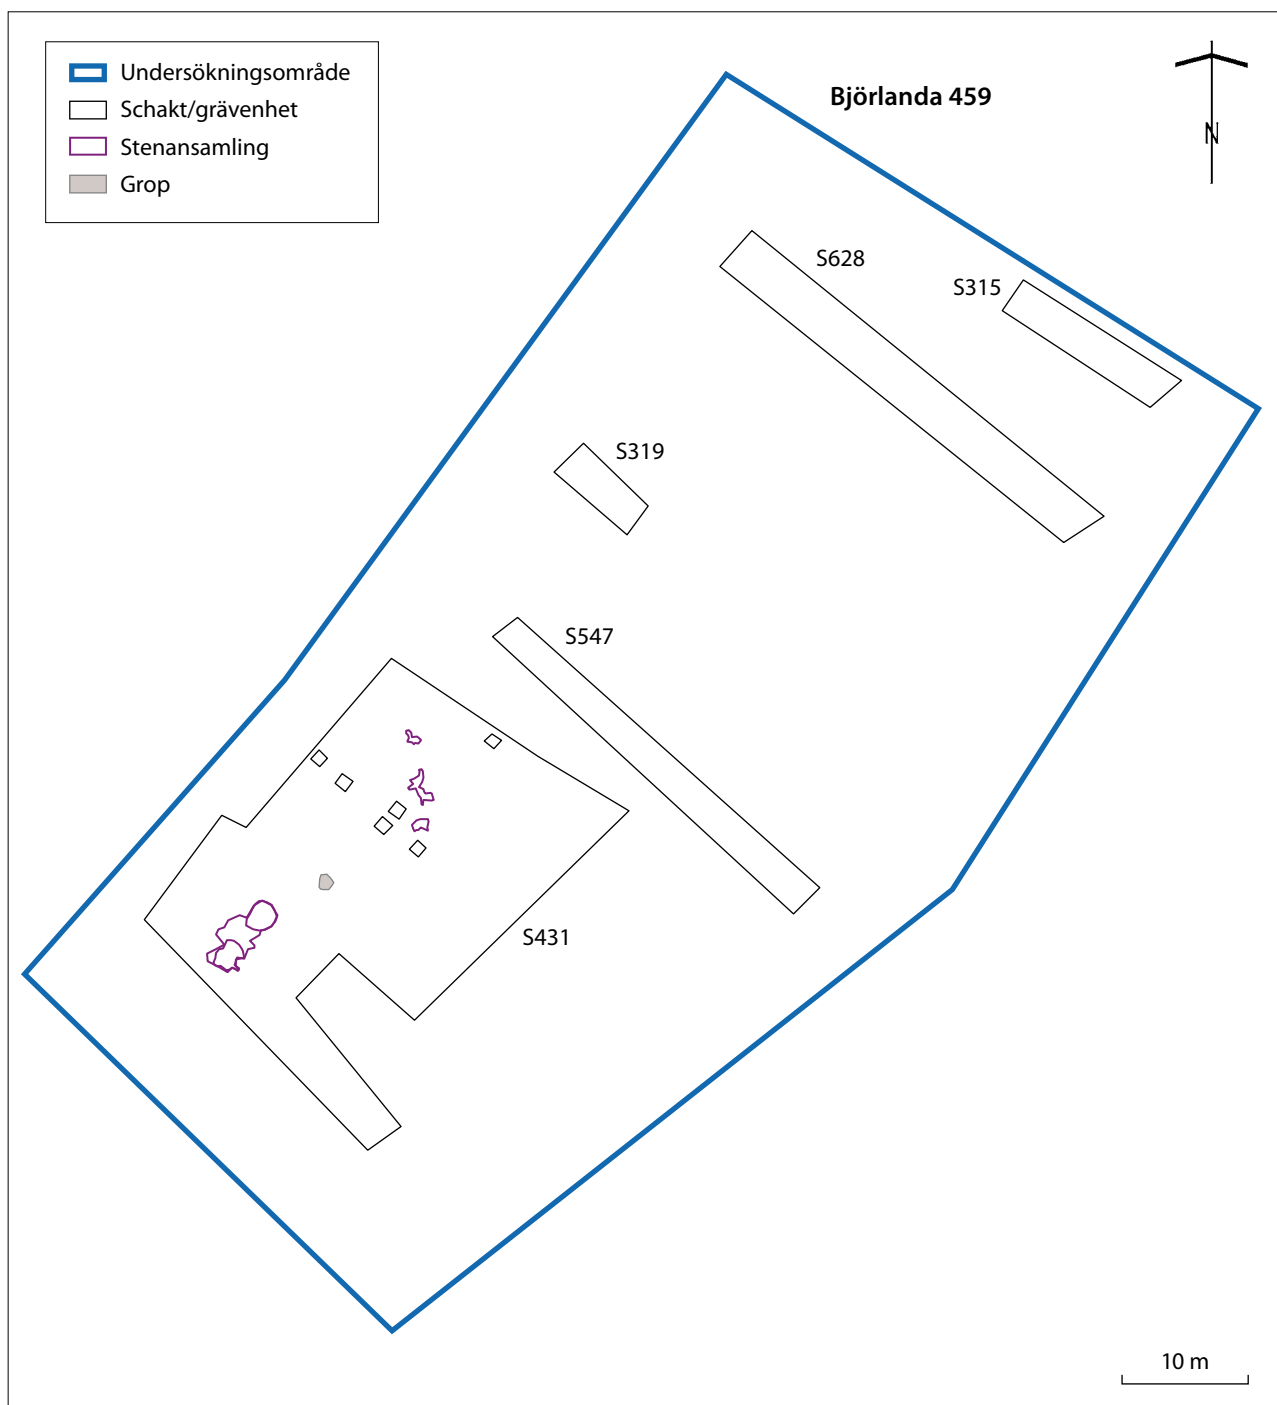 Undersökningsområde
Schakt/grävenhet
Stenansamling
Grop
Björlanda 459
N
S628
S315
S319
S547
S431
10 m